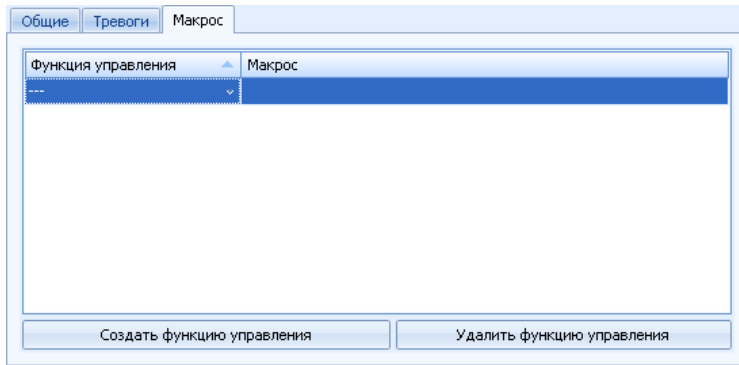 Общие Тревоги Макрос
Функция управления Макрос
---
Создать функцию управления Удалить функцию управления